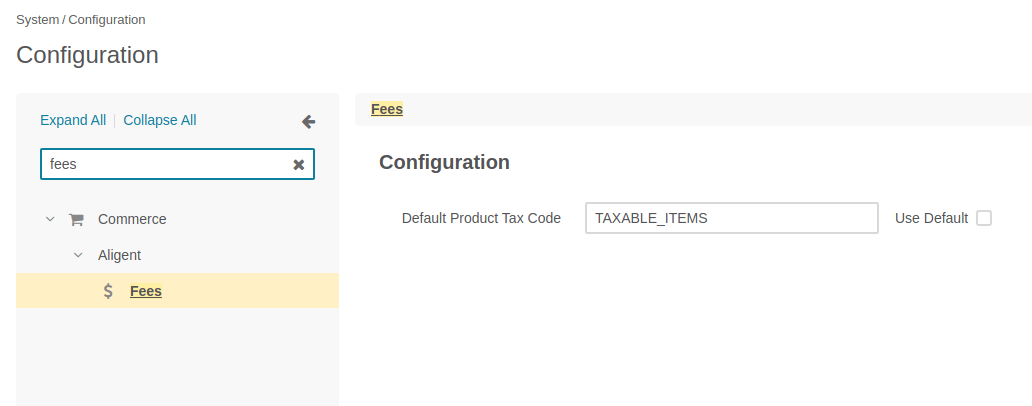 System / Configuration
Configuration
Expand All | Collapse All
fees
Commerce
Aligent
$ Fees
Fees
Configuration
Default Product Tax Code TAXABLE_ITEMS Use Default